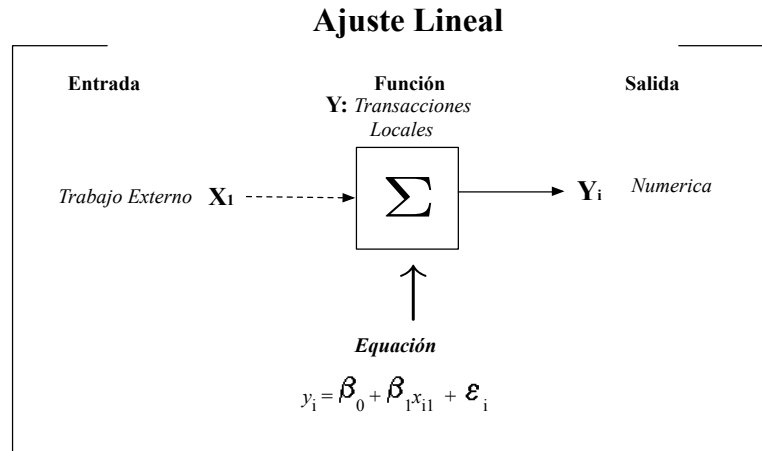 Ajuste Lineal
Entrada
Función
Salida
Y: Transacciones
Locales
Trabajo Externo X1
Σ
Yi Numerica
Equación
yi = β0 + β1xi1 + εi